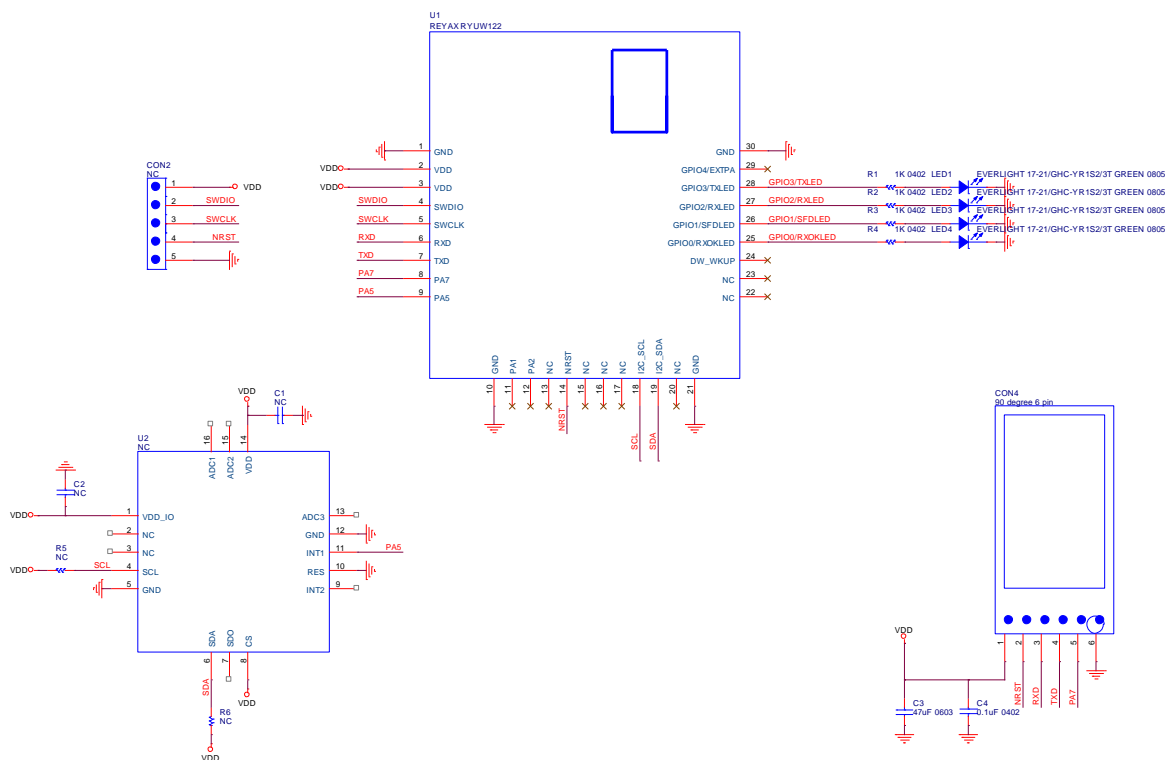 U1
REYAX RYUW122
1 GND
2 VDD
3 VDD
4 SWDIO
5 SWCLK
6 RXD
7 TXD
8 PA7
9 PA5
VDD
VDD
SWDIO
SWCLK
RXD
TXD
PA7
PA5
GND 30
GPIO4/EXTPA 29
GPIO3/TXLED 28
GPIO2/RXLED 27
GPIO1/SFDLED 26
GPIO0/RXOKLED 25
DW_WKUP 24
NC 23
NC 22
GPIO3/TXLED
GPIO2/RXLED
GPIO1/SFDLED
GPIO0/RXOKLED
R1 1K 0402 LED1 EVERLIGHT 17-21/GHC-YR1S2/3T GREEN 0805
R2 1K 0402 LED2 EVERLIGHT 17-21/GHC-YR1S2/3T GREEN 0805
R3 1K 0402 LED3 EVERLIGHT 17-21/GHC-YR1S2/3T GREEN 0805
R4 1K 0402 LED4 EVERLIGHT 17-21/GHC-YR1S2/3T GREEN 0805
GND 10
PA1 11
PA2 12
NC 13
NRST 14
NC 15
NC 16
NC 17
I2C_SCL 18
I2C_SDA 19
NC 20
GND 21
NRST
SCL
SDA
CON2
NC
1 VDD
2 SWDIO
3 SWCLK
4 NRST
5
VDD
C1
NC
U2
NC
16 ADC1
15 ADC2
14 VDD
C2
NC
VDD
1 VDD_IO
2 NC
3 NC
4 SCL
5 GND
R5
NC
VDD
SCL
ADC3 13
GND 12
INT1 11
RES 10
INT2 9
PA5
SDA 6
SDO 7
CS 8
SDA
VDD
R6
NC
VDD
CON4
90 degree 6 pin
1
2
3
4
5
6
NRST
RXD
TXD
PA7
VDD
C3
47uF 0603
C4
0.1uF 0402